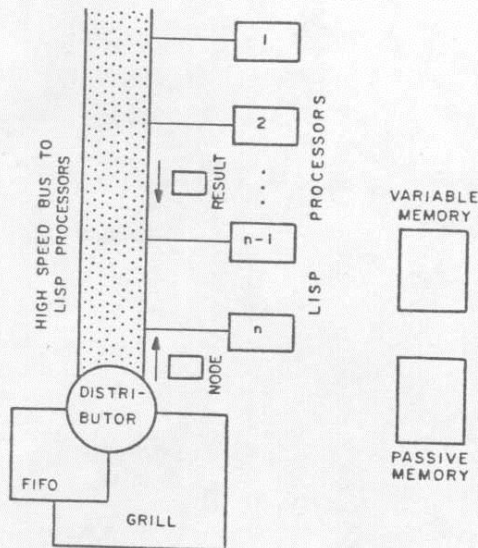 1
2
HIGH SPEED BUS TO
LISP PROCESSORS
RESULT
LISP PROCESSORS
n-1
n
NODE
DISTRI-
BUTOR
FIFO
GRILL
VARIABLE
MEMORY
PASSIVE
MEMORY